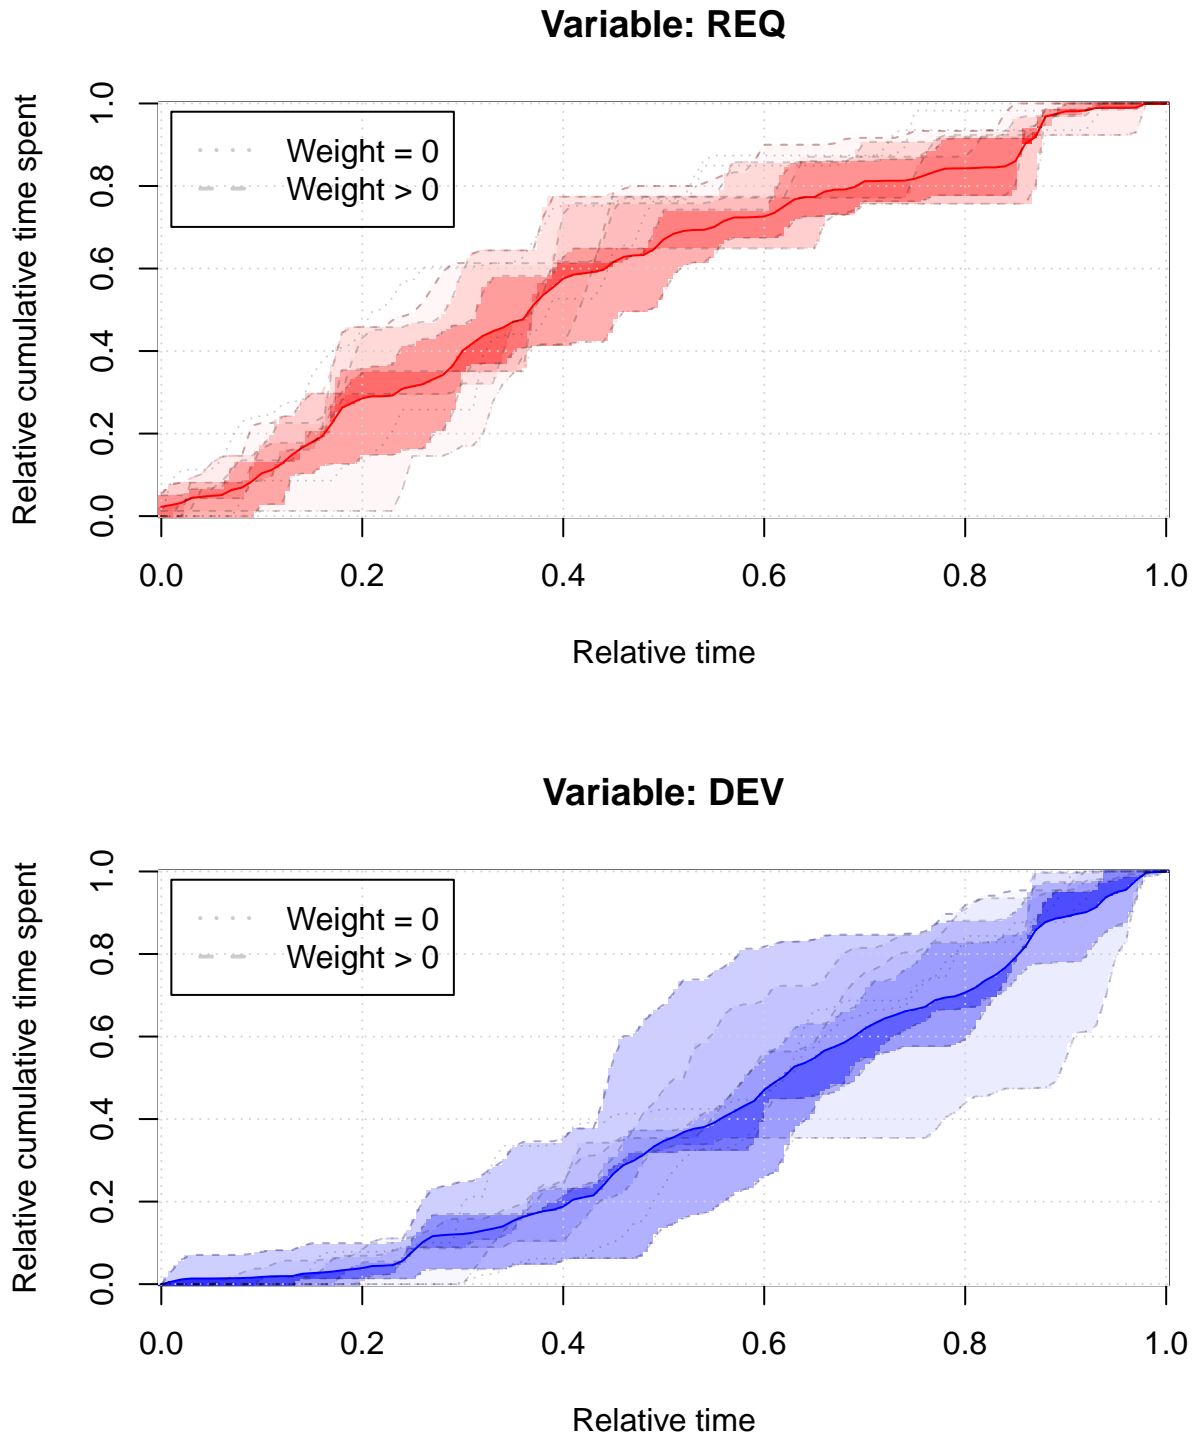 Variable: REQ
Relative cumulative time spent
1.0
0.8
0.6
0.4
0.2
0.0
Weight = 0
Weight > 0
0.0 0.2 0.4 0.6 0.8 1.0
Relative time
Variable: DEV
Relative cumulative time spent
1.0
0.8
0.6
0.4
0.2
0.0
Weight = 0
Weight > 0
0.0 0.2 0.4 0.6 0.8 1.0
Relative time